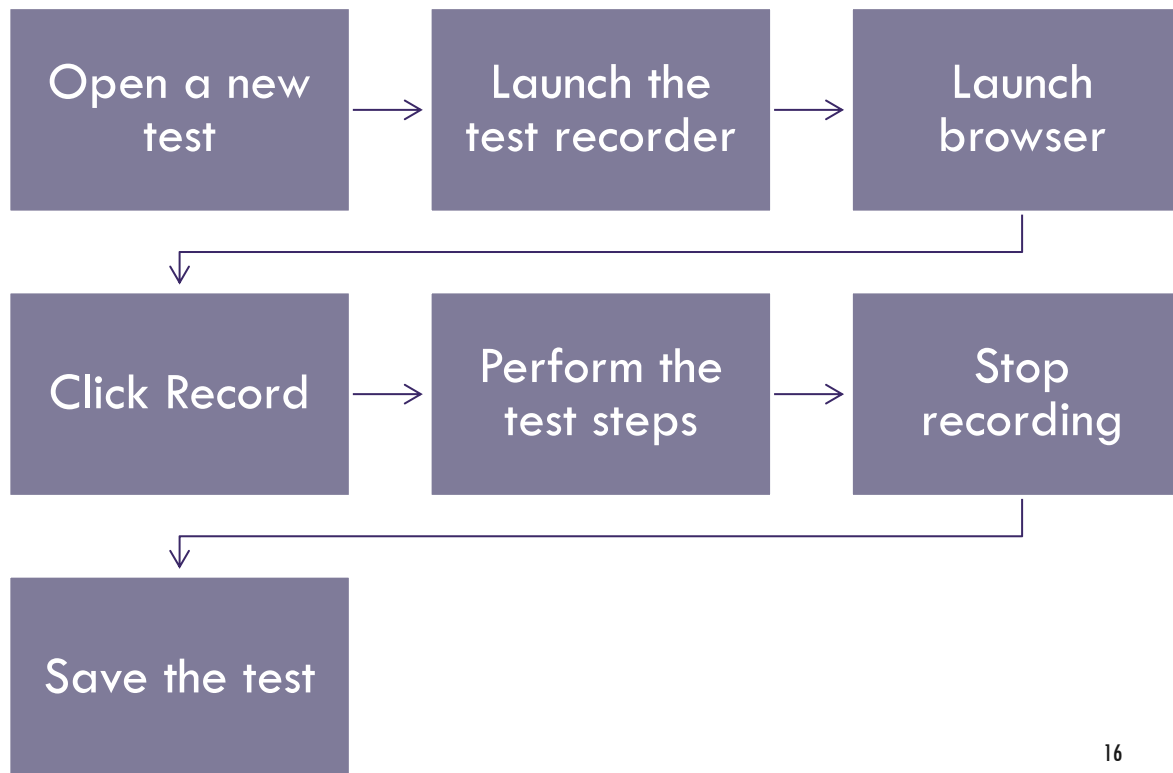 Open a new
test
Launch the
test recorder
Launch
browser
Click Record
Perform the
test steps
Stop
recording
Save the test
16